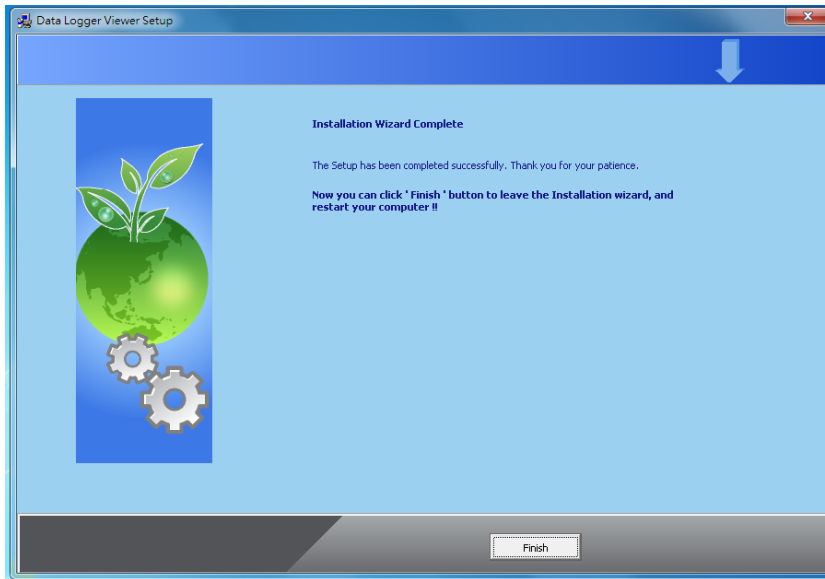 Data Logger Viewer Setup
Installation Wizard Complete
The Setup has been completed successfully. Thank you for your patience.
Now you can click ' Finish ' button to leave the Installation wizard, and
restart your computer !!
Finish